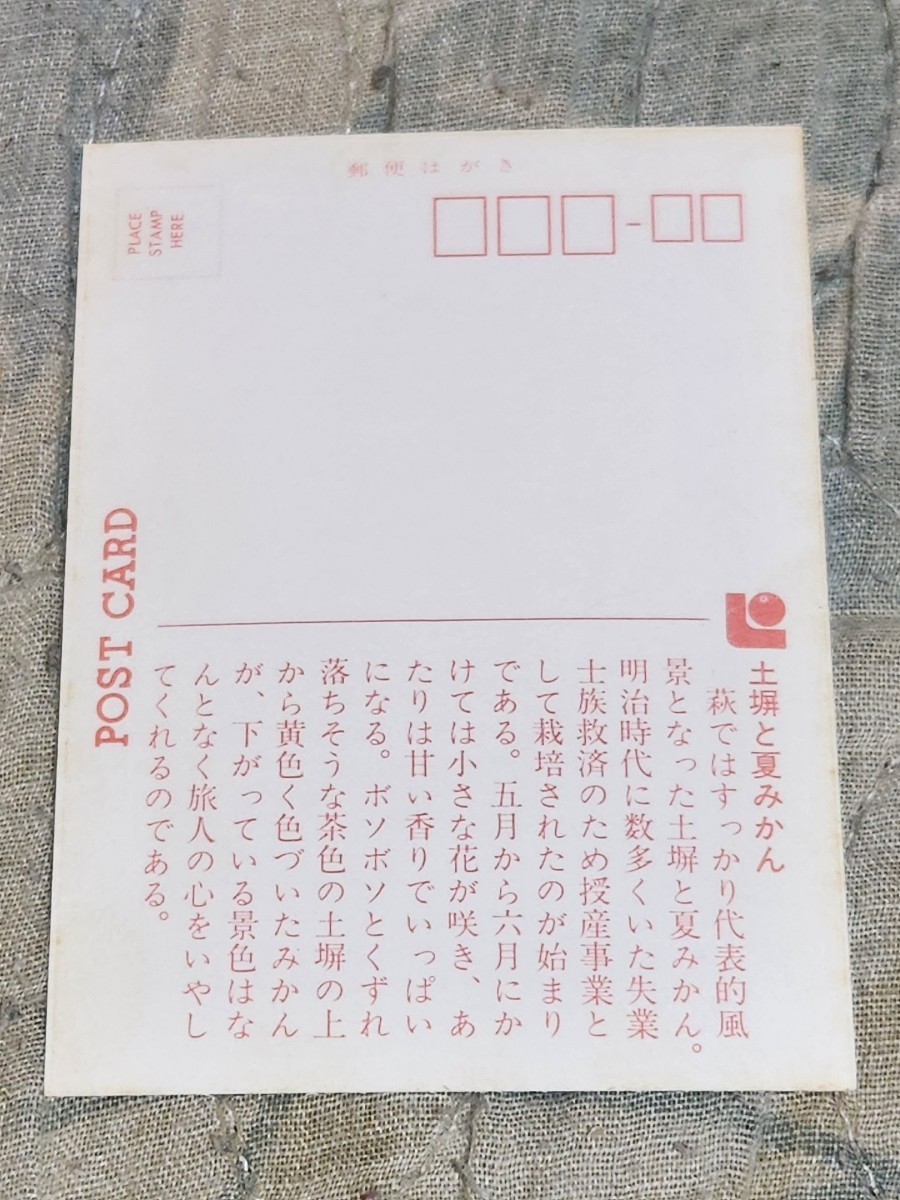 郵便はがき
PLACE
STAMP
HERE
POST CARD
土塀と夏みかん
萩ではすっかり代表的風
景となった土塀と夏みかん。
明治時代に数多くいた失業
士族救済のため授産事業と
して栽培されたのが始まり
である。五月から六月にか
けては小さな花が咲き、あ
たりは甘い香りでいっぱい
になる。ボソボソとくずれ
落ちそうな茶色の土塀の上
から黄色く色づいたみかん
が、下がっている景色はな
んとなく旅人の心をいやし
てくれるのである。